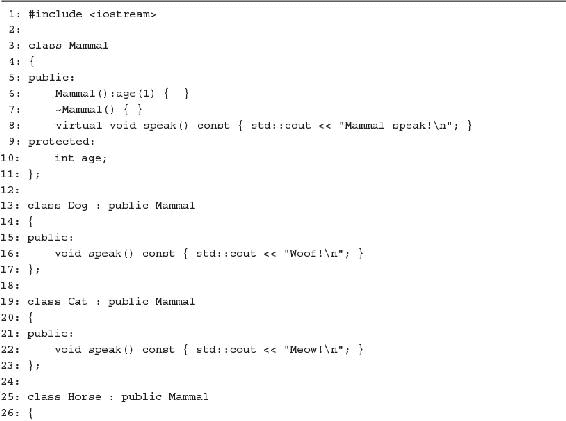 1: #include <iostream>
2:
3: class Mammal
4: {
5: public:
6:     Mammal():age(1) {  }
7:     ~Mammal() { }
8:     virtual void speak() const { std::cout << "Mammal speak!\n"; }
9: protected:
10:     int age;
11: };
12:
13: class Dog : public Mammal
14: {
15: public:
16:     void speak() const { std::cout << "Woof!\n"; }
17: };
18:
19: class Cat : public Mammal
20: {
21: public:
22:     void speak() const { std::cout << "Meow!\n"; }
23: };
24:
25: class Horse : public Mammal
26: {